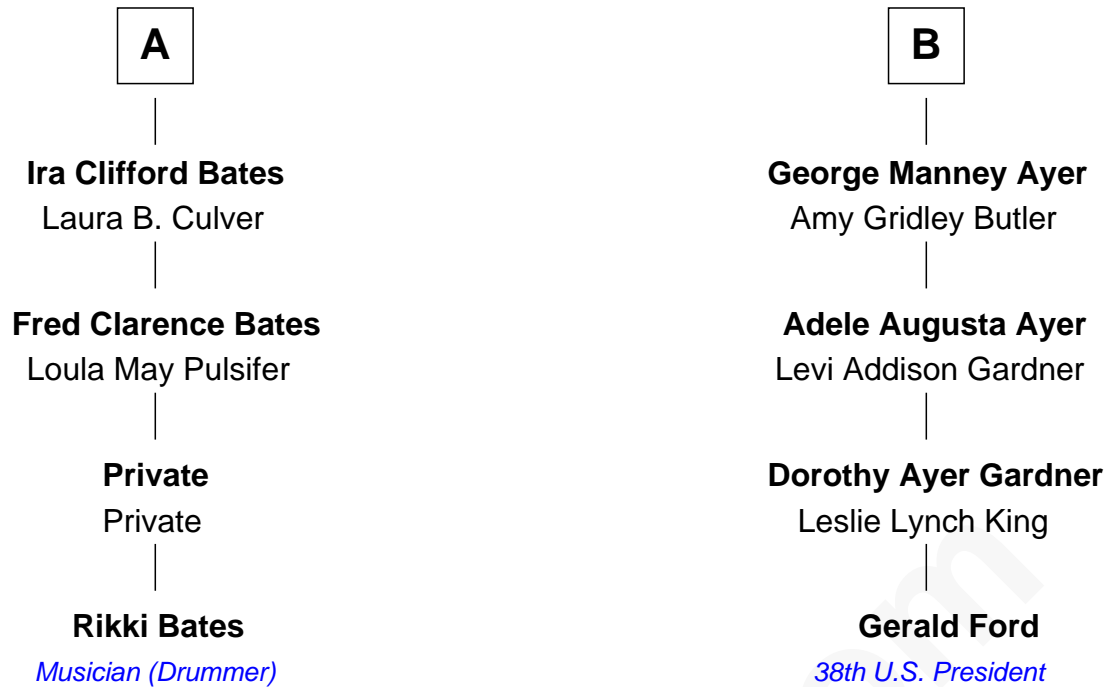 A
B
Ira Clifford Bates
Laura B. Culver
George Manney Ayer
Amy Gridley Butler
Fred Clarence Bates
Loula May Pulsifer
Adele Augusta Ayer
Levi Addison Gardner
Private
Private
Dorothy Ayer Gardner
Leslie Lynch King
Rikki Bates
Musician (Drummer)
Gerald Ford
38th U.S. President